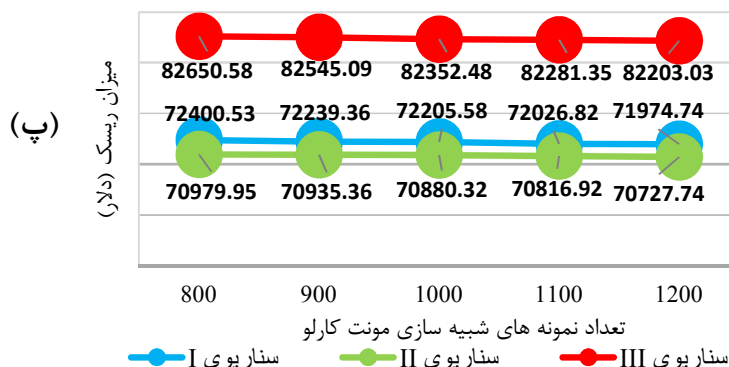 82650.58 82545.09 82352.48 82281.35 82203.03
72400.53 72239.36 72205.58 72026.82 71974.74
(پ)
میزان ریسک (دلار)
70979.95 70935.36 70880.32 70816.92 70727.74
800 900 1000 1100 1200
تعداد نمونه های شبیه سازی مونت کارلو
سناریوی I سناریوی II سناریوی III